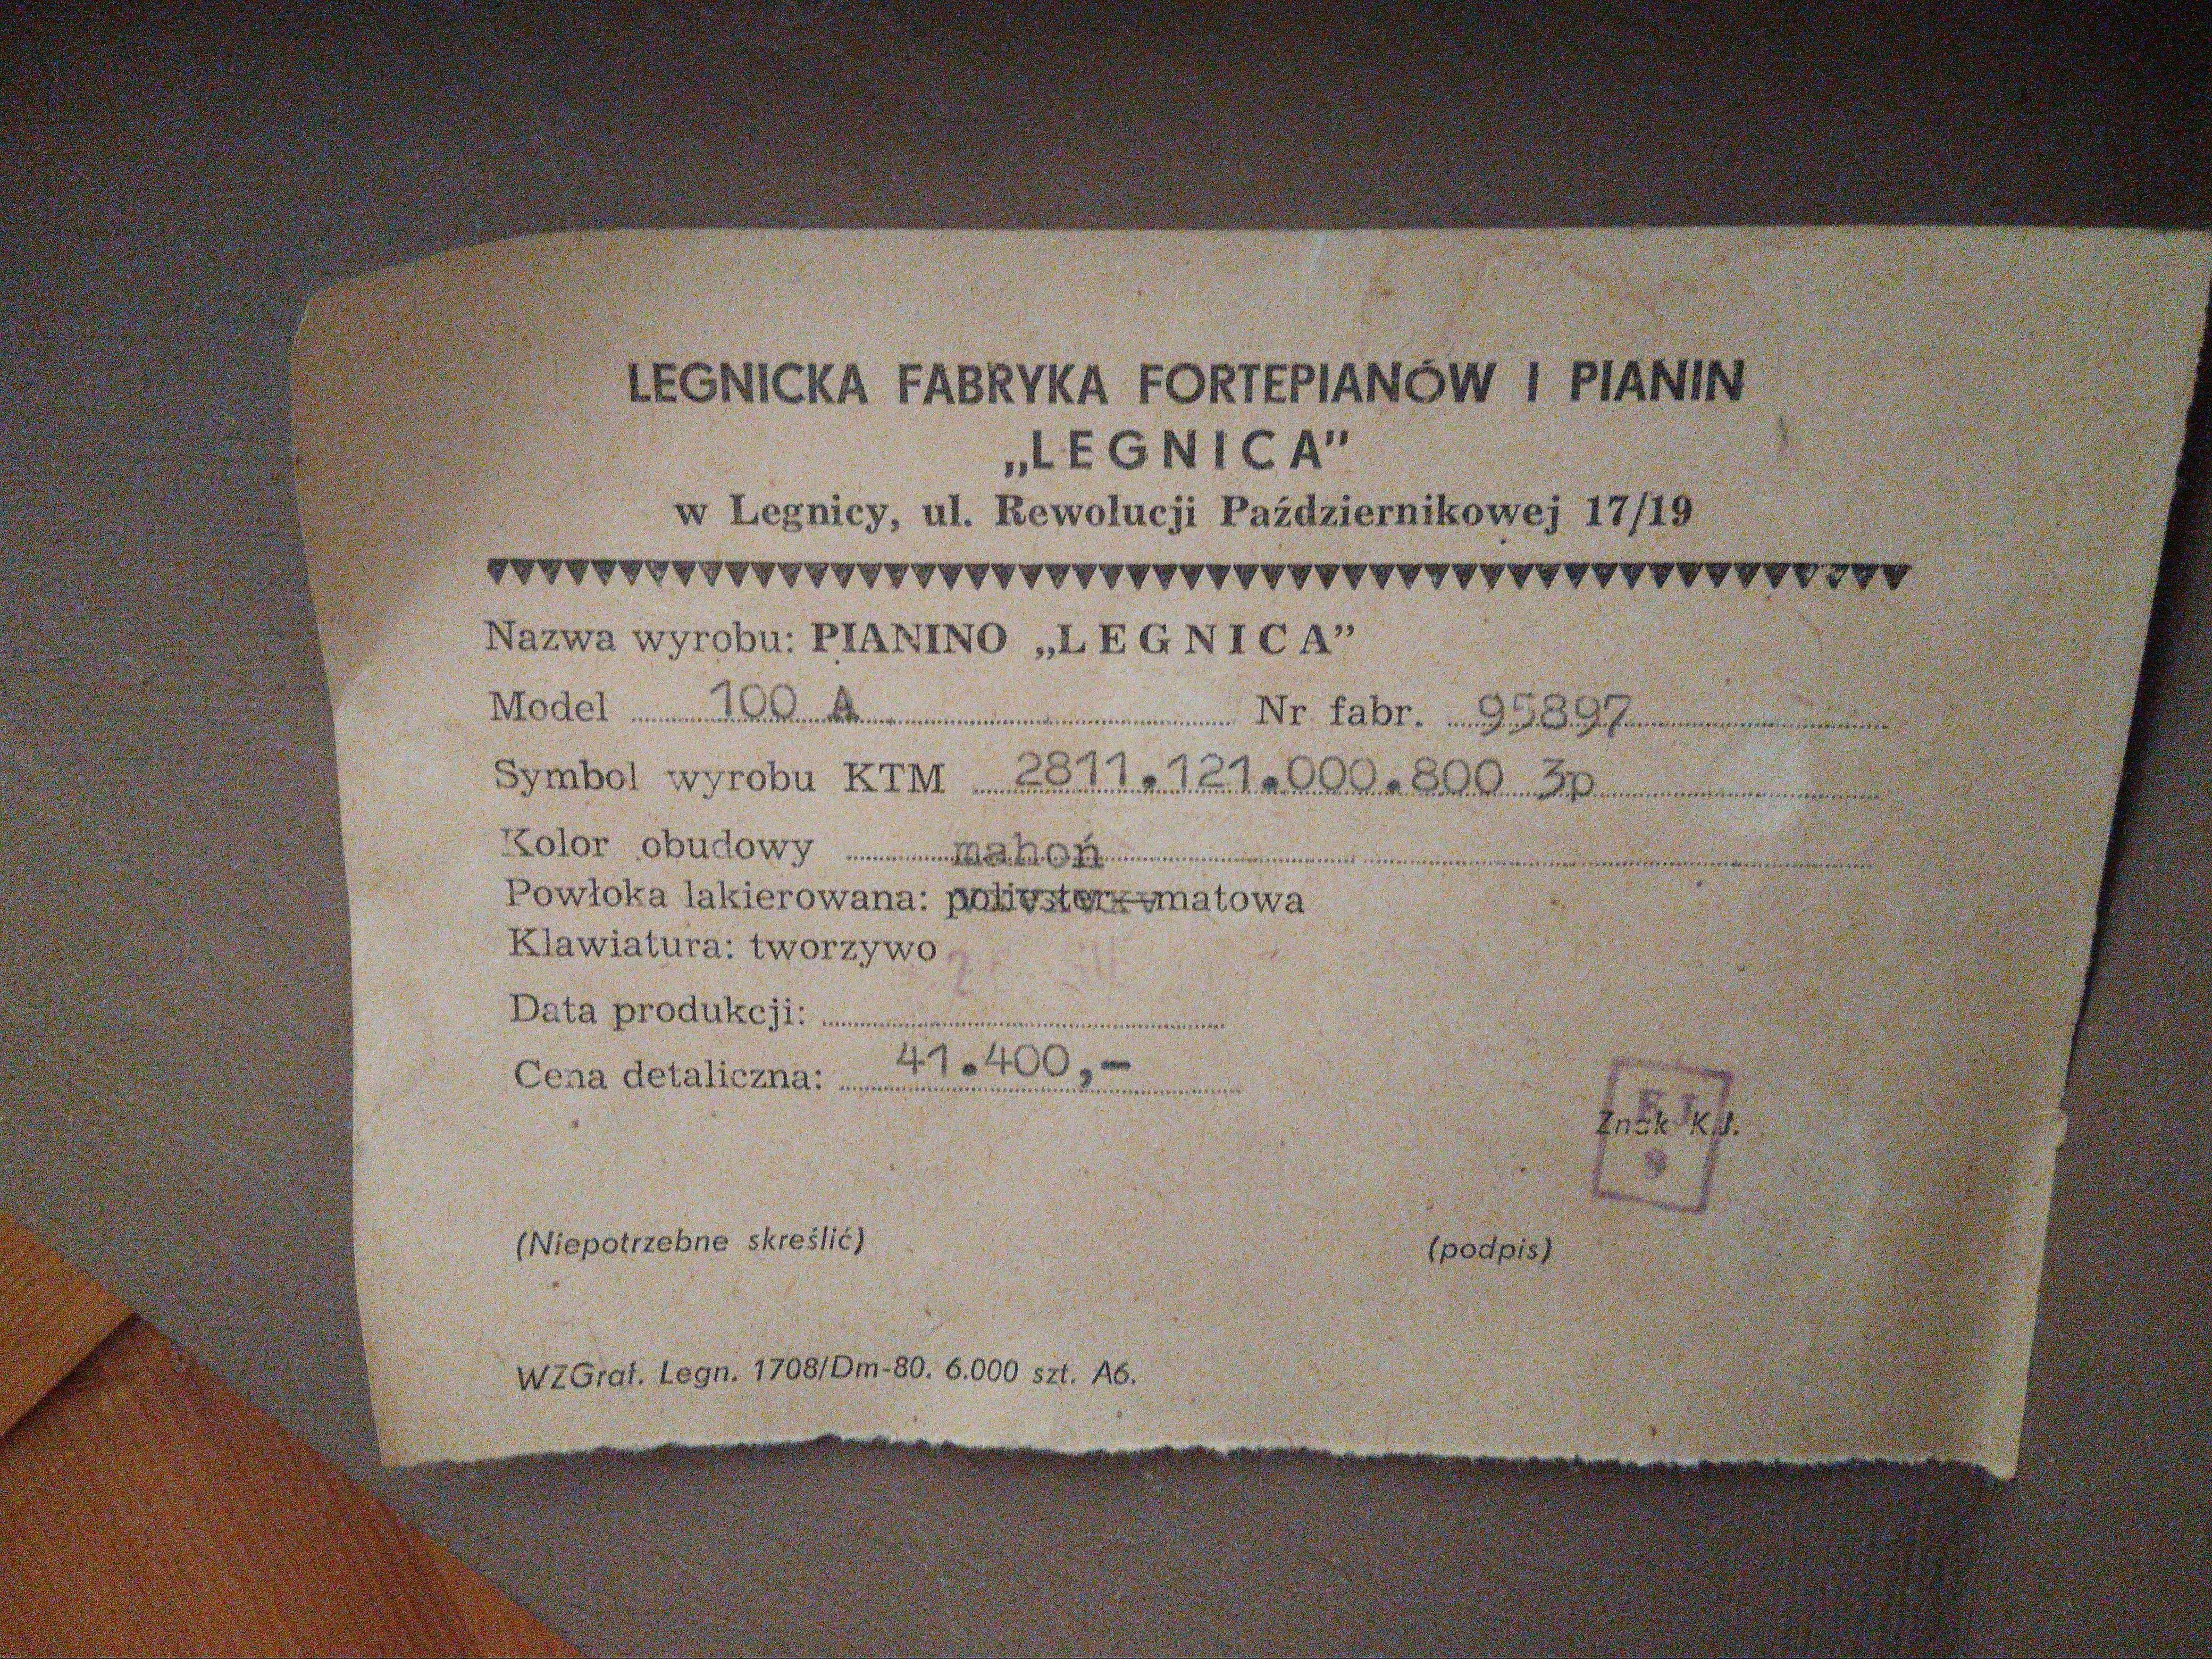 LEGNICKA FABRYKA FORTEPIANÓW I PIANIN
„LEGNICA”
w Legnicy, ul. Rewolucji Październikowej 17/19
Nazwa wyrobu: PIANINO „LEGNICA”
Model 100 A Nr fabr. 95897
Symbol wyrobu KTM 2811.121.000.800 3p
Kolor obudowy mahoń
Powłoka lakierowana: poliyster — matowa
Klawiatura: tworzywo
Data produkcji:
Cena detaliczna: 41.400,-
Znak K.J.
(Niepotrzebne skreślić) (podpis)
WZGraf. Legn. 1708/Dm-80. 6.000 szt. A6.